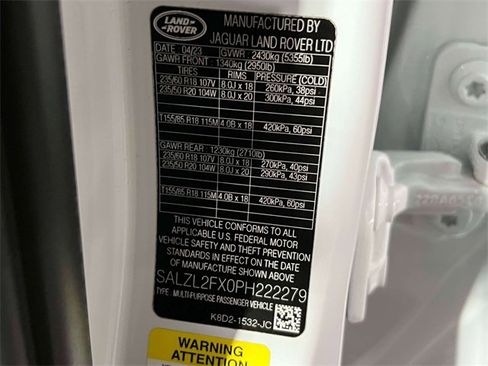 LAND
ROVER
MANUFACTURED BY
JAGUAR LAND ROVER LTD
DATE 04/23 GVWR 2430kg (5355lb)
GAWR FRONT 1340kg (2950lb)
TIRES RIMS PRESSURE (COLD)
235/60 R18 107V 8.0J x 18 260kPa, 38psi
235/50 R20 104W 8.0J x 20 300kPa, 44psi
T155/85 R18 115M 4.0B x 18 420kPa, 60psi
GAWR REAR 1230kg (2710lb)
235/60 R18 107V 8.0J x 18 270kPa, 40psi
235/50 R20 104W 8.0J x 20 290kPa, 43psi
T155/85 R18 115M 4.0B x 18 420kPa, 60psi
THIS VEHICLE CONFORMS TO ALL
APPLICABLE U.S. FEDERAL MOTOR
VEHICLE SAFETY AND THEFT PREVENTION
STANDARDS IN EFFECT ON THE DATE
OF MANUFACTURE SHOWN ABOVE
SALZL2FX0PH222279
TYPE : MULTI-PURPOSE PASSENGER VEHICLE
K8D2-1532-JC
WARNING
ATTENTION